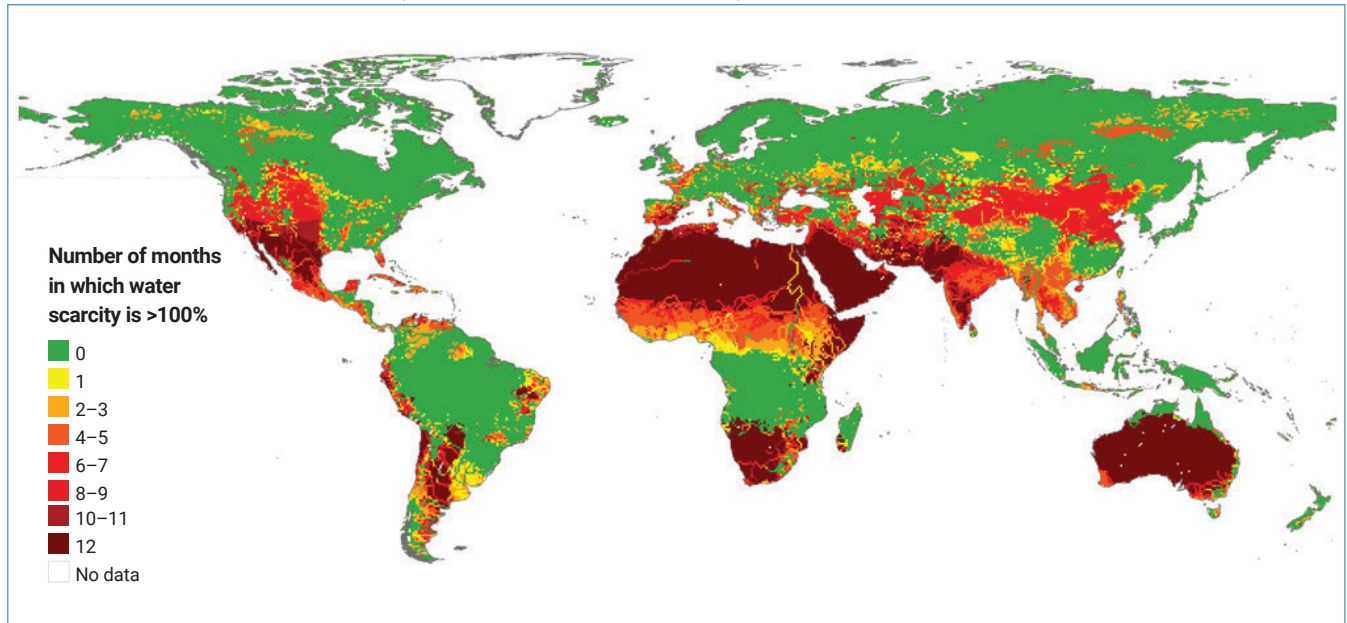 Number of months
in which water
scarcity is >100%
0
1
2–3
4–5
6–7
8–9
10–11
12
No data